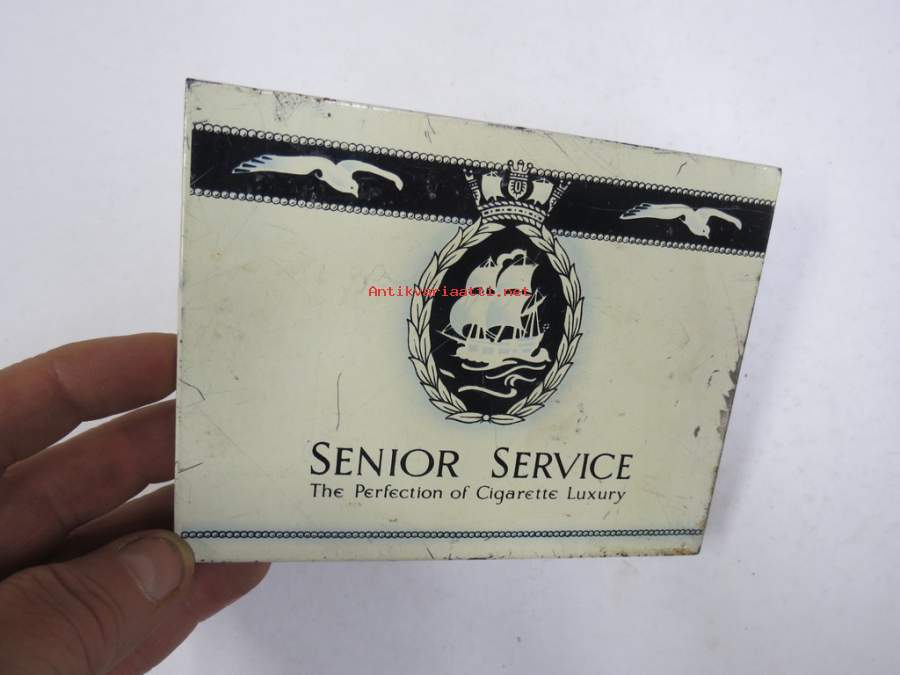 Antikvariaatti.net
SENIOR SERVICE
The Perfection of Cigarette Luxury